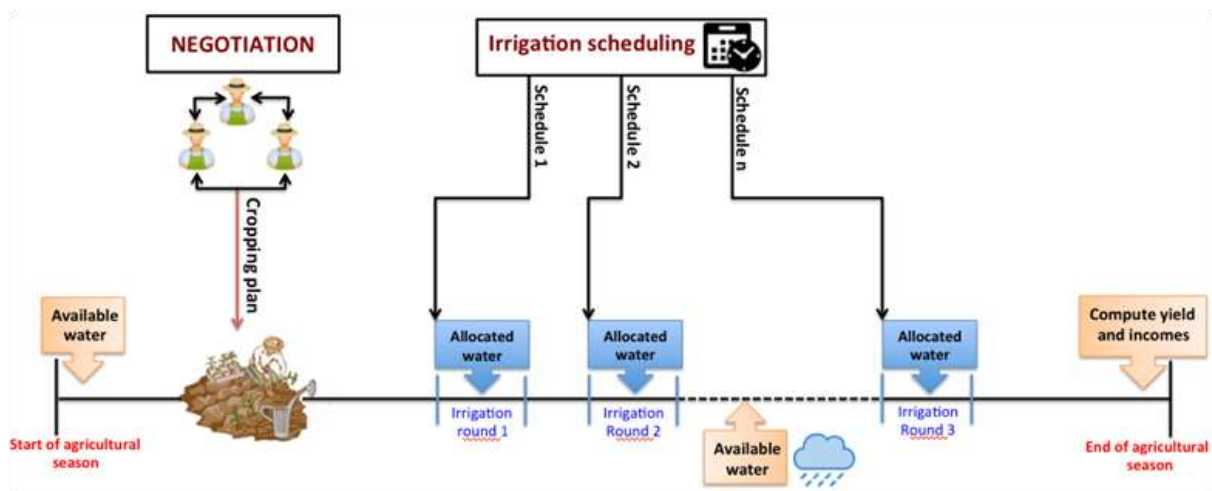 NEGOTIATION
Irrigation scheduling
Schedule 1
Schedule 2
Schedule n
Cropping plan
Available
water
Allocated
water
Allocated
water
Allocated
water
Compute yield
and incomes
Start of agricultural
season
Irrigation
round 1
Irrigation
Round 2
Available
water
Irrigation
Round 3
End of agricultural
season